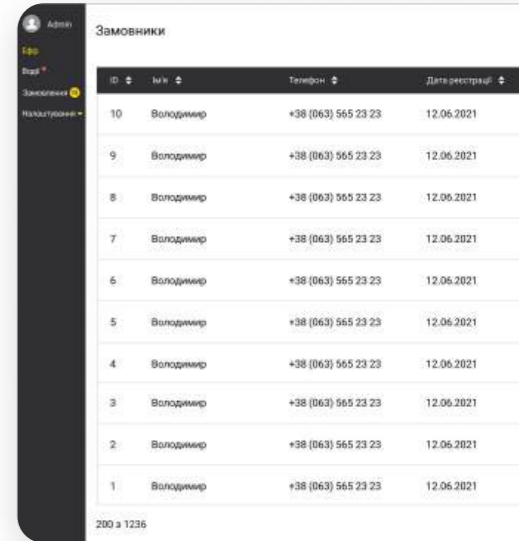 Admin
Ефір
Водії
Замовлення
Налаштування
Замовники
ID Ім'я Телефон Дата реєстрації
10 Володимир +38 (063) 565 23 23 12.06.2021
9 Володимир +38 (063) 565 23 23 12.06.2021
8 Володимир +38 (063) 565 23 23 12.06.2021
7 Володимир +38 (063) 565 23 23 12.06.2021
6 Володимир +38 (063) 565 23 23 12.06.2021
5 Володимир +38 (063) 565 23 23 12.06.2021
4 Володимир +38 (063) 565 23 23 12.06.2021
3 Володимир +38 (063) 565 23 23 12.06.2021
2 Володимир +38 (063) 565 23 23 12.06.2021
1 Володимир +38 (063) 565 23 23 12.06.2021
200 з 1236